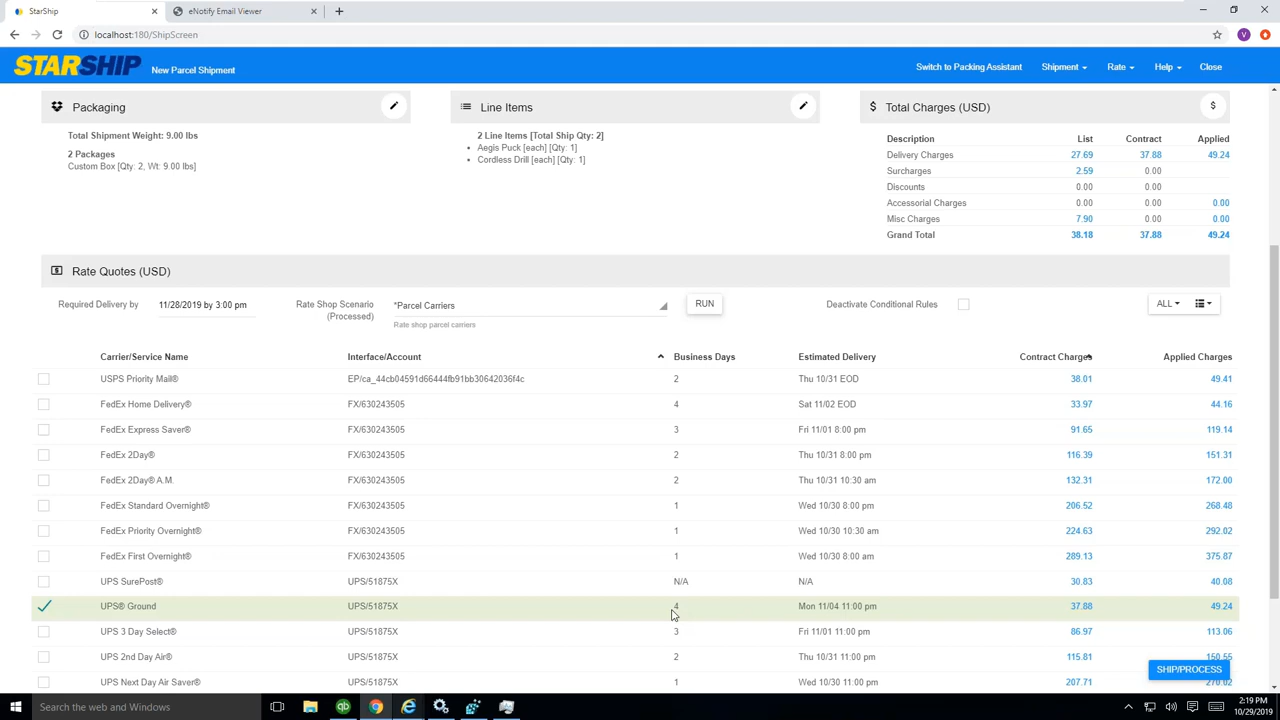 StarShip
eNotify Email Viewer
localhost:180/ShipScreen
V
STARSHIP New Parcel Shipment Switch to Packing Assistant Shipment Rate Help Close
Packaging
Total Shipment Weight: 9.00 lbs
2 Packages
Custom Box [Qty: 2, Wt: 9.00 lbs]
Line Items
2 Line Items [Total Ship Qty: 2]
Aegis Puck [each] [Qty: 1]
Cordless Drill [each] [Qty: 1]
$ Total Charges (USD) $
Description List Contract Applied
Delivery Charges 27.69 37.88 49.24
Surcharges 2.59 0.00
Discounts 0.00 0.00
Accessorial Charges 0.00 0.00 0.00
Misc Charges 7.90 0.00 0.00
Grand Total 38.18 37.88 49.24
Rate Quotes (USD)
Required Delivery by 11/28/2019 by 3:00 pm
Rate Shop Scenario
(Processed)
*Parcel Carriers
Rate shop parcel carriers
RUN
Deactivate Conditional Rules
ALL
Carrier/Service Name Interface/Account Business Days Estimated Delivery Contract Charges Applied Charges
USPS Priority Mail® EP/ca_44cb04591d66444fb91bb30642036f4c 2 Thu 10/31 EOD 38.01 49.41
FedEx Home Delivery® FX/630243505 4 Sat 11/02 EOD 33.97 44.16
FedEx Express Saver® FX/630243505 3 Fri 11/01 8:00 pm 91.65 119.14
FedEx 2Day® FX/630243505 2 Thu 10/31 8:00 pm 116.39 151.31
FedEx 2Day® A.M. FX/630243505 2 Thu 10/31 10:30 am 132.31 172.00
FedEx Standard Overnight® FX/630243505 1 Wed 10/30 8:00 pm 206.52 268.48
FedEx Priority Overnight® FX/630243505 1 Wed 10/30 10:30 am 224.63 292.02
FedEx First Overnight® FX/630243505 1 Wed 10/30 8:00 am 289.13 375.87
UPS SurePost® UPS/51875X N/A N/A 30.83 40.08
UPS® Ground UPS/51875X 4 Mon 11/04 11:00 pm 37.88 49.24
UPS 3 Day Select® UPS/51875X 3 Fri 11/01 11:00 pm 86.97 113.06
UPS 2nd Day Air® UPS/51875X 2 Thu 10/31 11:00 pm 115.81 150.55
UPS Next Day Air Saver® UPS/51875X 1 Wed 10/30 11:00 pm 207.71 270.02
SHIP/PROCESS
Search the web and Windows
2:19 PM
10/29/2019